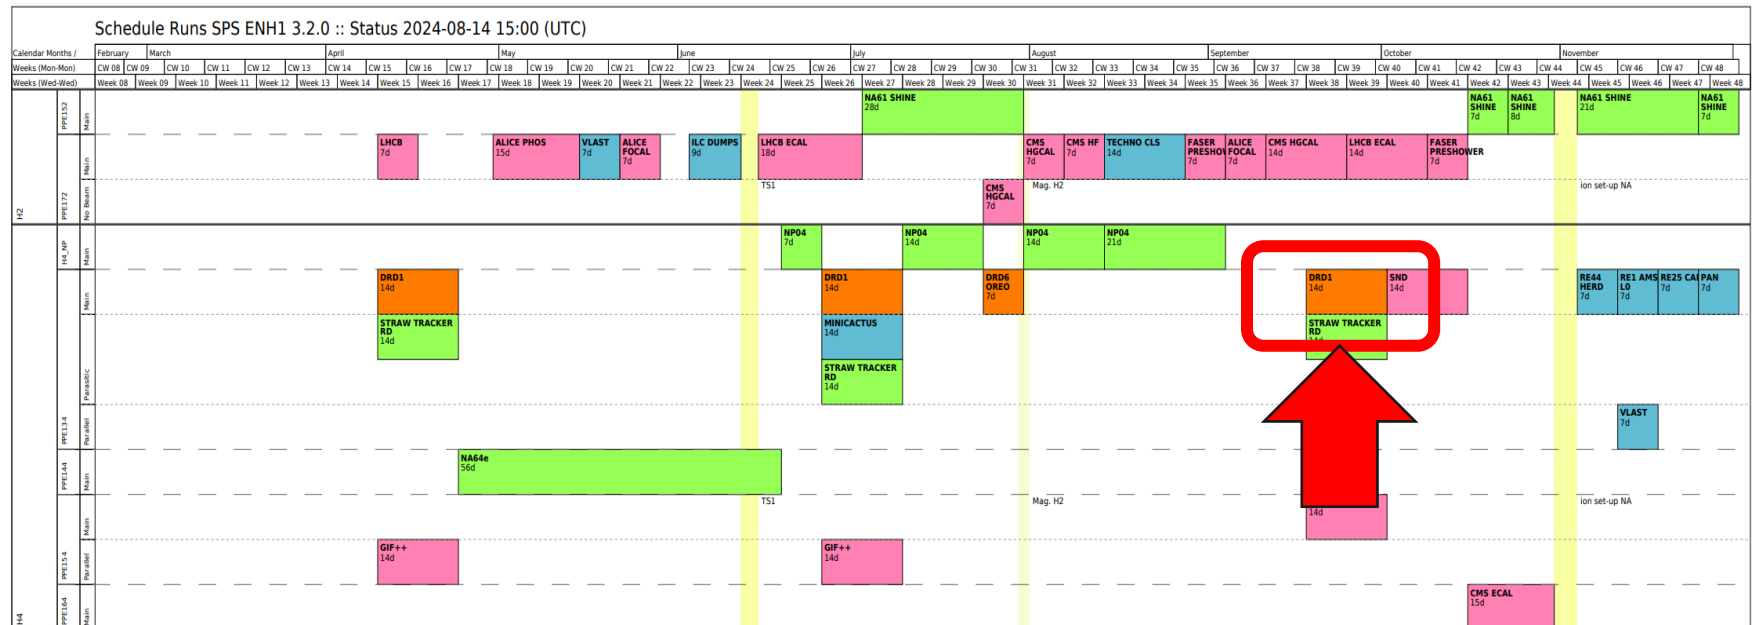 Schedule Runs SPS ENH1 3.2.0 :: Status 2024-08-14 15:00 (UTC)
Calendar Months / February March April May June July August September October November
Weeks (Mon-Mon) CW 08 CW 09 CW 10 CW 11 CW 12 CW 13 CW 14 CW 15 CW 16 CW 17 CW 18 CW 19 CW 20 CW 21 CW 22 CW 23 CW 24 CW 25 CW 26 CW 27 CW 28 CW 29 CW 30 CW 31 CW 32 CW 33 CW 34 CW 35 CW 36 CW 37 CW 38 CW 39 CW 40 CW 41 CW 42 CW 43 CW 44 CW 45 CW 46 CW 47 CW 48
Weeks (Wed-Wed) Week 08 Week 09 Week 10 Week 11 Week 12 Week 13 Week 14 Week 15 Week 16 Week 17 Week 18 Week 19 Week 20 Week 21 Week 22 Week 23 Week 24 Week 25 Week 26 Week 27 Week 28 Week 29 Week 30 Week 31 Week 32 Week 33 Week 34 Week 35 Week 36 Week 37 Week 38 Week 39 Week 40 Week 41 Week 42 Week 43 Week 44 Week 45 Week 46 Week 47 Week 48
H2
PPE152
Main
NA61 SHINE
28d
NA61
SHINE
7d
NA61
SHINE
8d
NA61 SHINE
21d
NA61
SHINE
7d
PPE172
Main
LHCB
7d
ALICE PHOS
15d
VLAST
7d
ALICE
FOCAL
7d
ILC DUMPS
9d
LHCB ECAL
18d
CMS
HGCAL
7d
CMS HF
7d
TECHNO CLS
14d
FASER
PRESHOW
7d
ALICE
FOCAL
7d
CMS HGCAL
14d
LHCB ECAL
14d
FASER
PRESHOWER
7d
No Beam
TS1
CMS
HGCAL
7d
Mag. H2
ion set-up NA
H4
H4_NP
Main
NP04
7d
NP04
14d
NP04
14d
NP04
21d
PPE134
Main
DRD1
14d
DRD1
14d
DRD6
OREO
7d
DRD1
14d
SND
14d
RE44
HERD
7d
RE1 AMS
L0
7d
RE25 CAL
7d
PAN
7d
Parasitic
STRAW TRACKER
RD
14d
MINICACTUS
14d
STRAW TRACKER
RD
14d
STRAW TRACKER
RD
Parallel
VLAST
7d
PPE144
Main
NA64e
56d
TS1
Mag. H2
ion set-up NA
PPE154
Main
14d
Parallel
GIF++
14d
GIF++
14d
PPE164
Main
CMS ECAL
15d